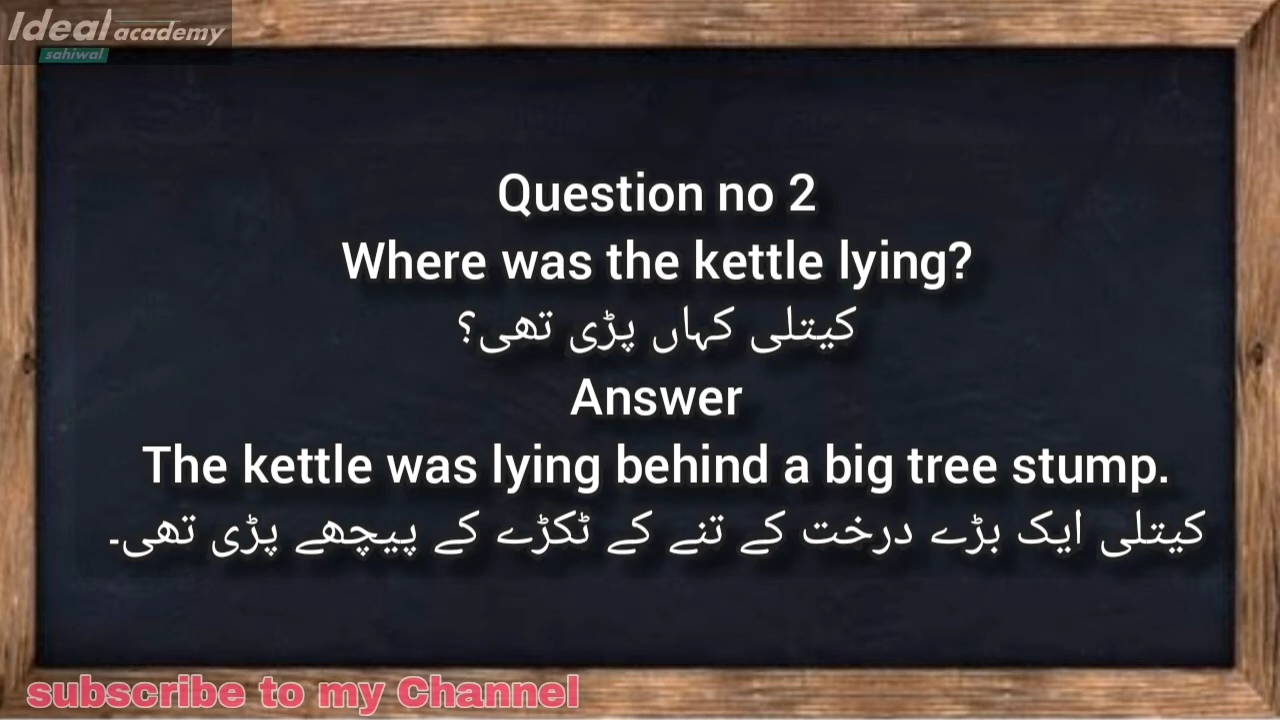 Ideal academy
sahiwal
Question no 2
Where was the kettle lying?
کیتلی کہاں پڑی تھی؟
Answer
The kettle was lying behind a big tree stump.
کیتلی ایک بڑے درخت کے تنے کے ٹکڑے کے پیچھے پڑی تھی۔
subscribe to my Channel